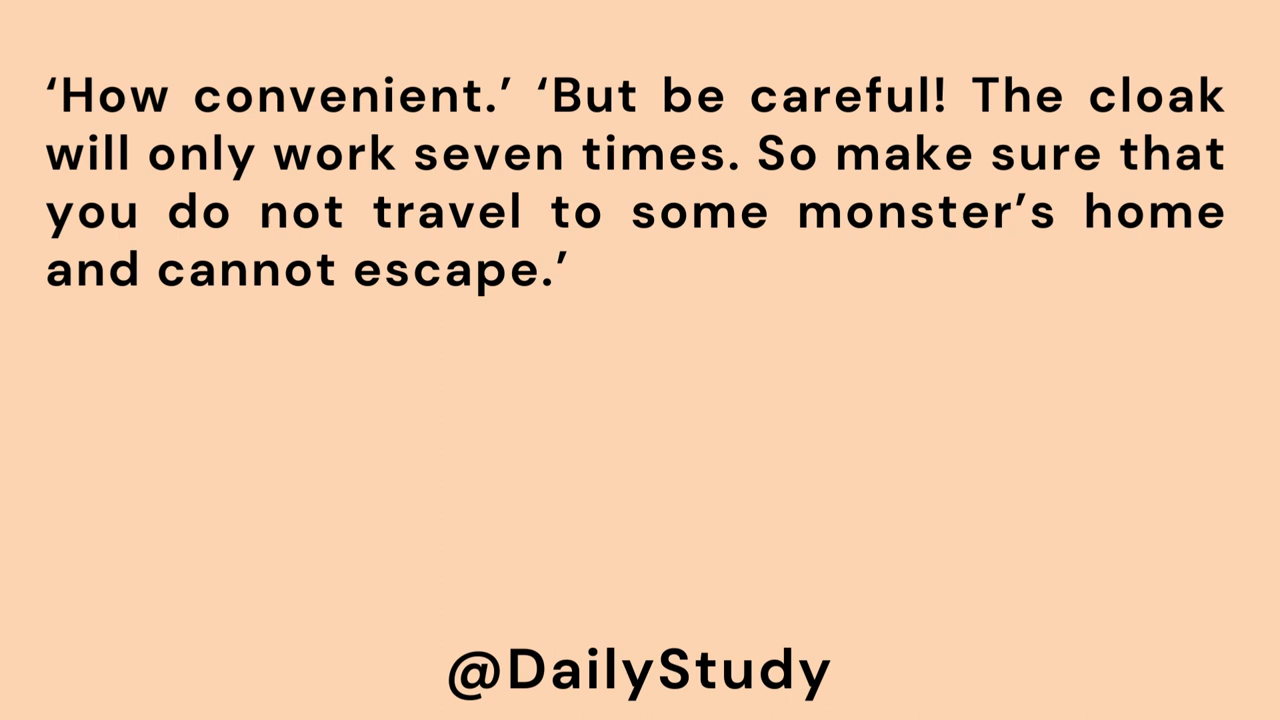 ‘How convenient.’ ‘But be careful! The cloak
will only work seven times. So make sure that
you do not travel to some monster’s home
and cannot escape.’
@DailyStudy